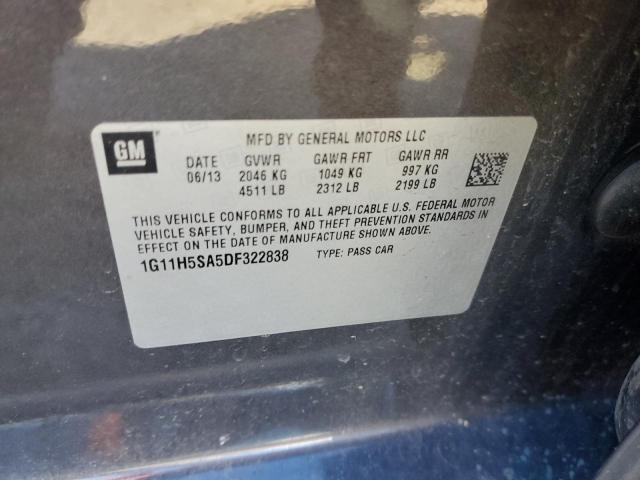 GM
MFD BY GENERAL MOTORS LLC
DATE GVWR GAWR FRT GAWR RR
06/13 2046 KG 1049 KG 997 KG
4511 LB 2312 LB 2199 LB
THIS VEHICLE CONFORMS TO ALL APPLICABLE U.S. FEDERAL MOTOR
VEHICLE SAFETY, BUMPER, AND THEFT PREVENTION STANDARDS IN
EFFECT ON THE DATE OF MANUFACTURE SHOWN ABOVE.
1G11H5SA5DF322838 TYPE: PASS CAR